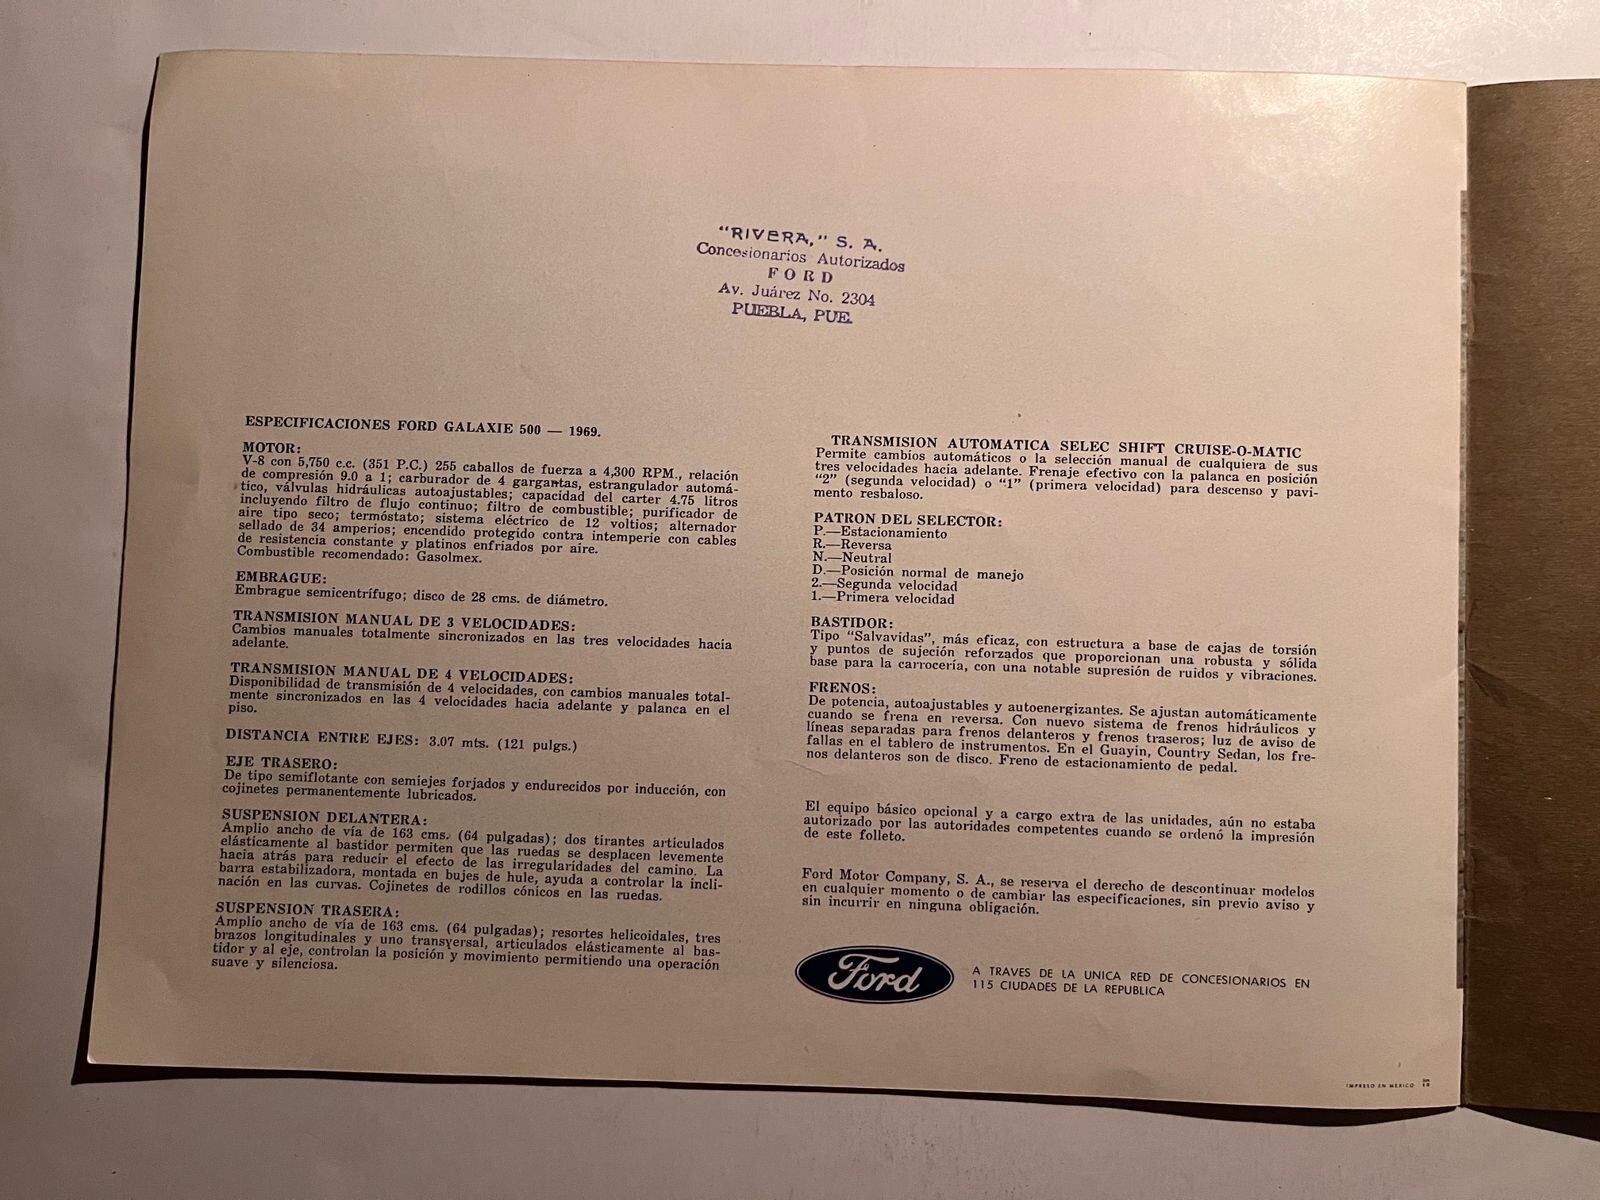 "RIVERA," S. A.
Concesionarios Autorizados
FORD
Av. Juárez No. 2304
PUEBLA, PUE.
ESPECIFICACIONES FORD GALAXIE 500 — 1969.
MOTOR:
V-8 con 5,750 c.c. (351 P.C.) 255 caballos de fuerza a 4,300 RPM., relación
de compresión 9.0 a 1; carburador de 4 gargantas, estrangulador automá-
tico, válvulas hidráulicas autoajustables; capacidad del carter 4.75 litros
incluyendo filtro de flujo continuo; filtro de combustible; purificador de
aire tipo seco; termóstato; sistema eléctrico de 12 voltios; alternador
sellado de 34 amperios; encendido protegido contra intemperie con cables
de resistencia constante y platinos enfriados por aire.
Combustible recomendado: Gasolmex.
EMBRAGUE:
Embrague semicentrífugo; disco de 28 cms. de diámetro.
TRANSMISION MANUAL DE 3 VELOCIDADES:
Cambios manuales totalmente sincronizados en las tres velocidades hacia
adelante.
TRANSMISION MANUAL DE 4 VELOCIDADES:
Disponibilidad de transmisión de 4 velocidades, con cambios manuales total-
mente sincronizados en las 4 velocidades hacia adelante y palanca en el
piso.
DISTANCIA ENTRE EJES: 3.07 mts. (121 pulgs.)
EJE TRASERO:
De tipo semiflotante con semiejes forjados y endurecidos por inducción, con
cojinetes permanentemente lubricados.
SUSPENSION DELANTERA:
Amplio ancho de vía de 163 cms. (64 pulgadas); dos tirantes articulados
elásticamente al bastidor permiten que las ruedas se desplacen levemente
hacia atrás para reducir el efecto de las irregularidades del camino. La
barra estabilizadora, montada en bujes de hule, ayuda a controlar la incli-
nación en las curvas. Cojinetes de rodillos cónicos en las ruedas.
SUSPENSION TRASERA:
Amplio ancho de vía de 163 cms. (64 pulgadas); resortes helicoidales, tres
brazos longitudinales y uno transversal, articulados elásticamente al bas-
tidor y al eje, controlan la posición y movimiento permitiendo una operación
suave y silenciosa.
TRANSMISION AUTOMATICA SELEC SHIFT CRUISE-O-MATIC
Permite cambios automáticos o la selección manual de cualquiera de sus
tres velocidades hacia adelante. Frenaje efectivo con la palanca en posición
"2" (segunda velocidad) o "1" (primera velocidad) para descenso y pavi-
mento resbaloso.
PATRON DEL SELECTOR:
P.—Estacionamiento
R.—Reversa
N.—Neutral
D.—Posición normal de manejo
2.—Segunda velocidad
1.—Primera velocidad
BASTIDOR:
Tipo "Salvavidas", más eficaz, con estructura a base de cajas de torsión
y puntos de sujeción reforzados que proporcionan una robusta y sólida
base para la carrocería, con una notable supresión de ruidos y vibraciones.
FRENOS:
De potencia, autoajustables y autoenergizantes. Se ajustan automáticamente
cuando se frena en reversa. Con nuevo sistema de frenos hidráulicos y
líneas separadas para frenos delanteros y frenos traseros; luz de aviso de
fallas en el tablero de instrumentos. En el Guayin, Country Sedan, los fre-
nos delanteros son de disco. Freno de estacionamiento de pedal.
El equipo básico opcional y a cargo extra de las unidades, aún no estaba
autorizado por las autoridades competentes cuando se ordenó la impresión
de este folleto.
Ford Motor Company, S. A., se reserva el derecho de descontinuar modelos
en cualquier momento o de cambiar las especificaciones, sin previo aviso y
sin incurrir en ninguna obligación.
Ford
A TRAVES DE LA UNICA RED DE CONCESIONARIOS EN
115 CIUDADES DE LA REPUBLICA
IMPRESO EN MEXICO